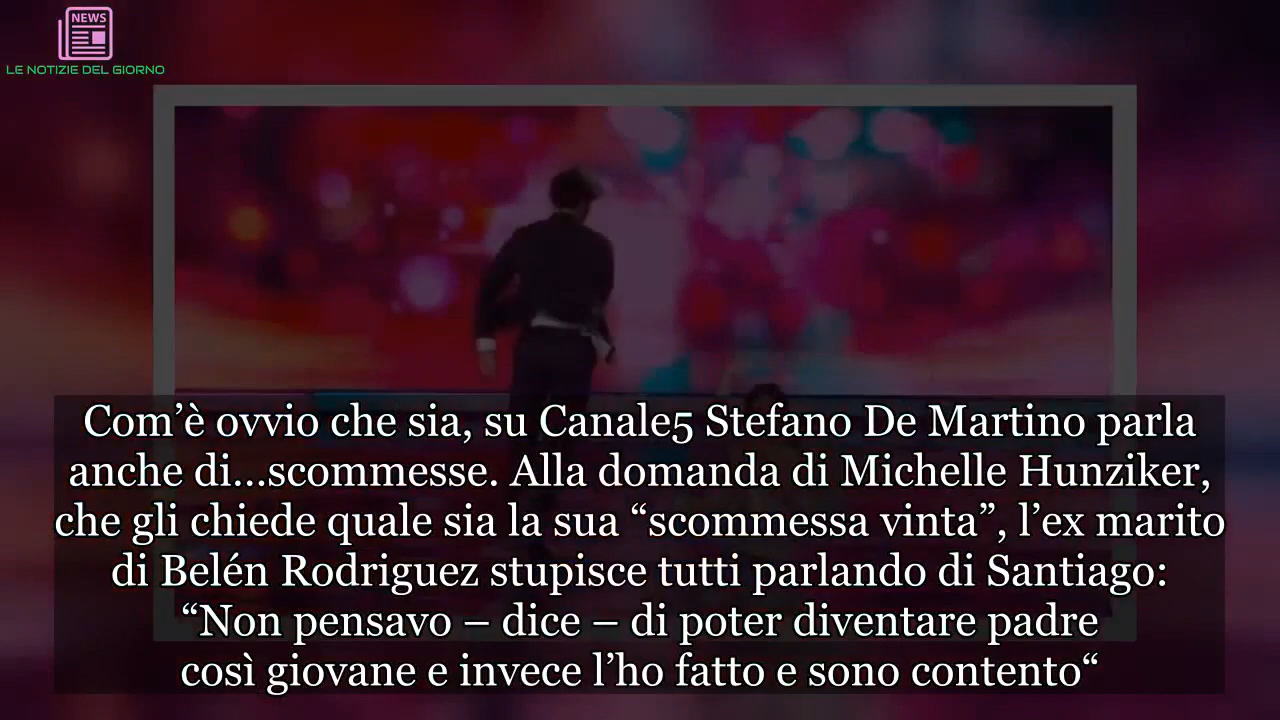 NEWS
LE NOTIZIE DEL GIORNO
Com’è ovvio che sia, su Canale5 Stefano De Martino parla
anche di...scommesse. Alla domanda di Michelle Hunziker,
che gli chiede quale sia la sua “scommessa vinta”, l’ex marito
di Belén Rodriguez stupisce tutti parlando di Santiago:
“Non pensavo – dice – di poter diventare padre
così giovane e invece l’ho fatto e sono contento“